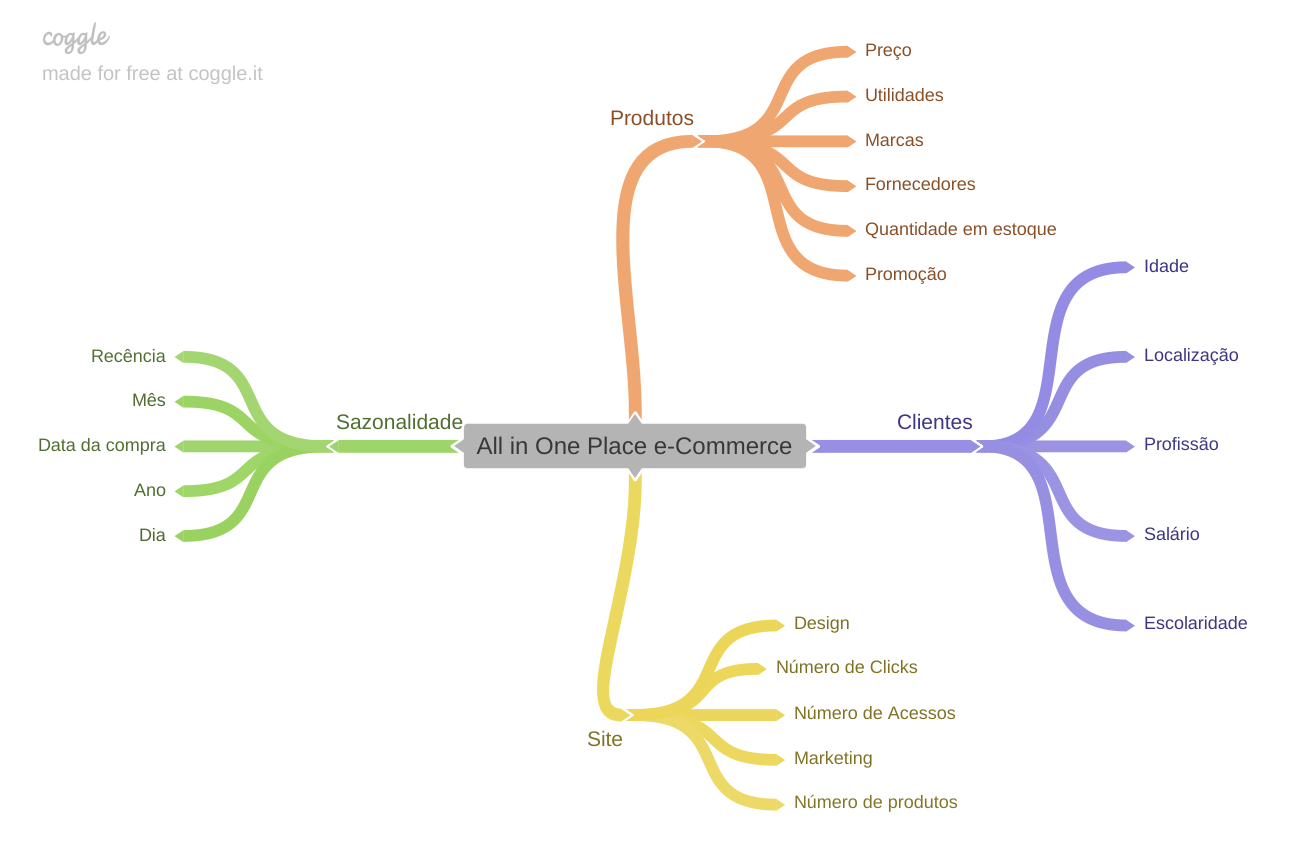 coggle
made for free at coggle.it
Produtos
Preço
Utilidades
Marcas
Fornecedores
Quantidade em estoque
Promoção
Idade
Localização
Profissão
Salário
Escolaridade
Clientes
All in One Place e-Commerce
Sazonalidade
Recência
Mês
Data da compra
Ano
Dia
Site
Design
Número de Clicks
Número de Acessos
Marketing
Número de produtos